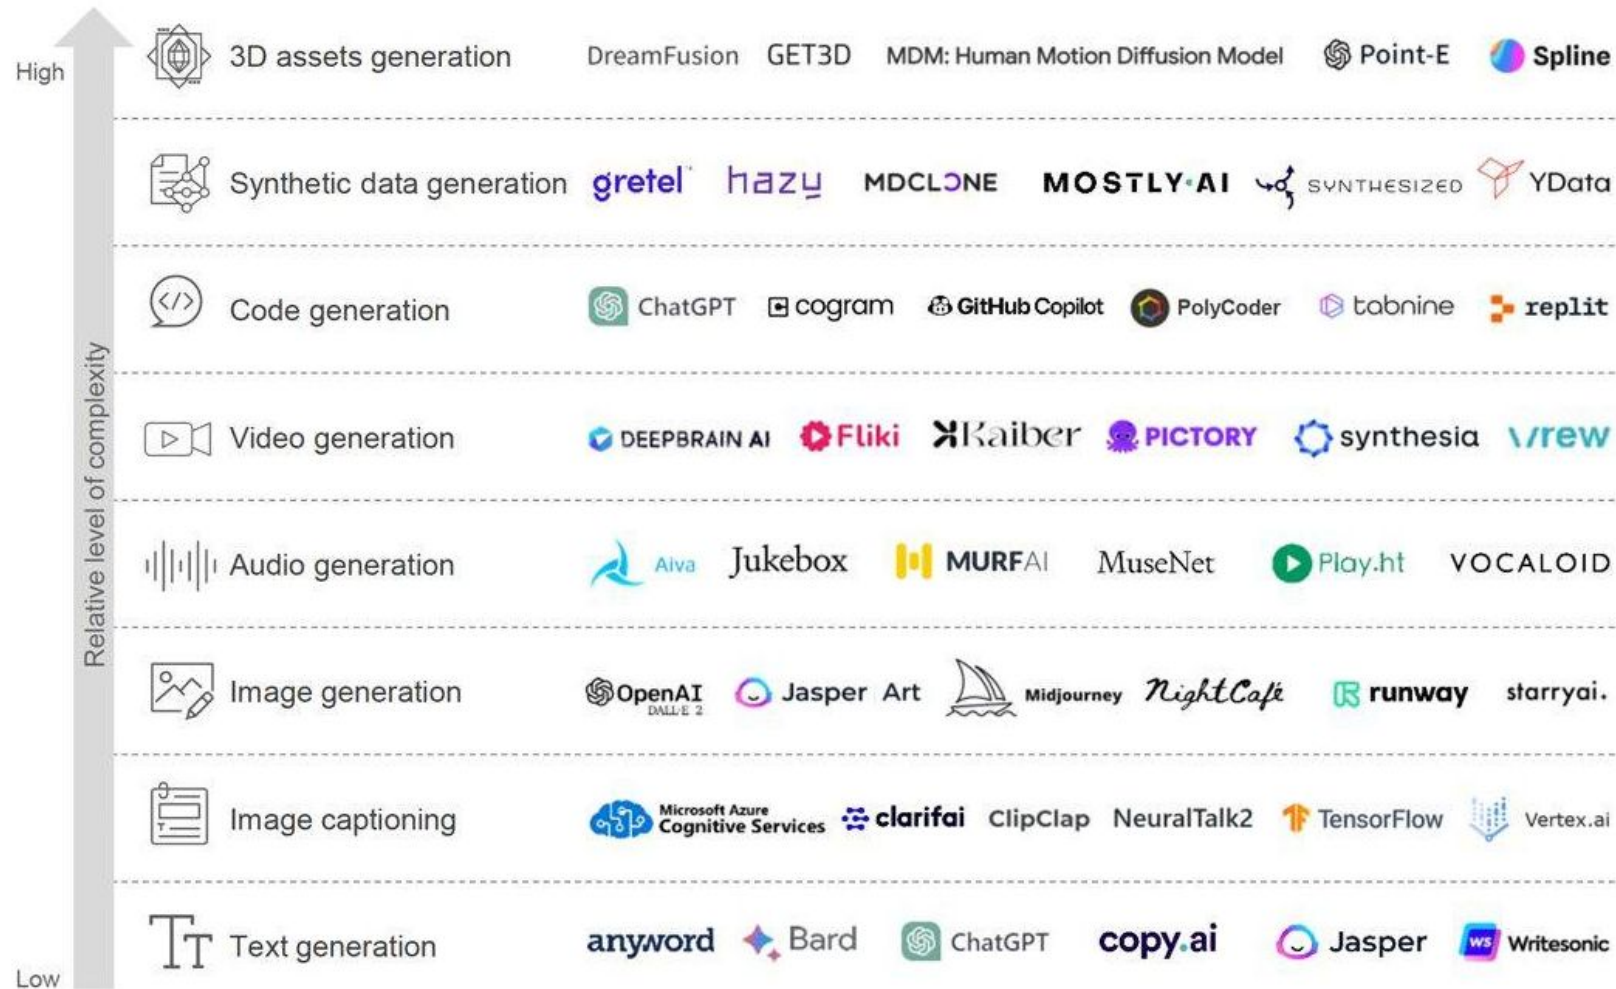 High
Relative level of complexity
Low
3D assets generation DreamFusion GET3D MDM: Human Motion Diffusion Model Point-E Spline
Synthetic data generation gretel hazy MDCLONE MOSTLY·AI SYNTHESIZED YData
Code generation </> ChatGPT cogram GitHub Copilot PolyCoder tabnine replit
Video generation DEEPBRAIN AI Fliki Kaiber PICTORY synthesia Vrew
Audio generation Aiva Jukebox MURFAI MuseNet Play.ht VOCALOID
Image generation OpenAI DALL·E 2 Jasper Art Midjourney NightCafé runway starryai.
Image captioning Microsoft Azure Cognitive Services clarifai ClipClap NeuralTalk2 TensorFlow Vertex.ai
TT Text generation anyword Bard ChatGPT copy.ai Jasper WS Writesonic